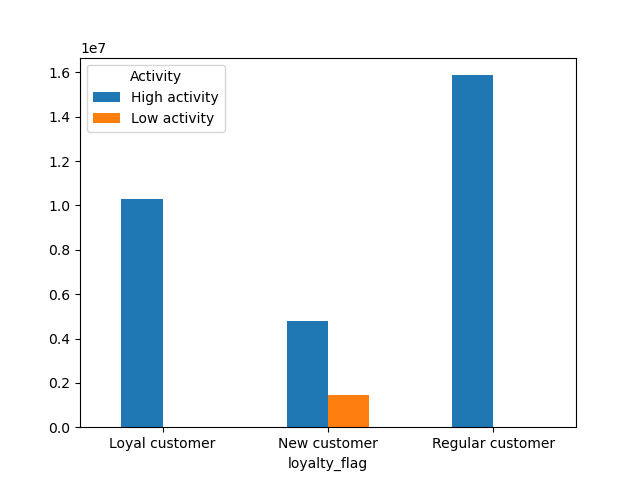 1e7
1.6
1.4
1.2
1.0
0.8
0.6
0.4
0.2
0.0
Activity
High activity
Low activity
Loyal customer
New customer
Regular customer
loyalty_flag